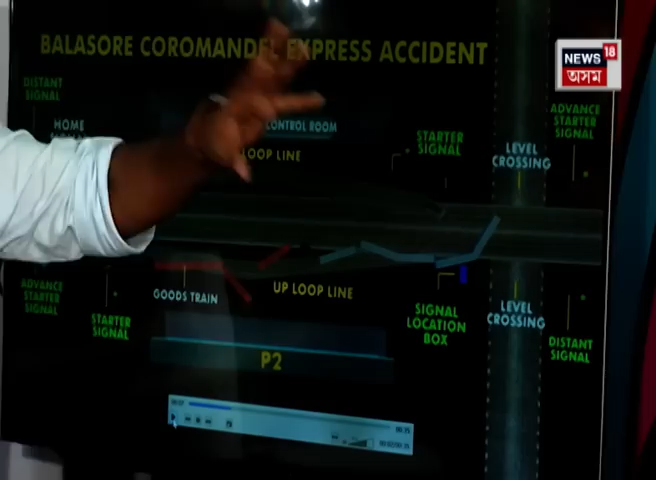 BALASORE COROMANDEL EXPRESS ACCIDENT
NEWS 18
অসম
DISTANT
SIGNAL
HOME
CONTROL ROOM
LOOP LINE
STARTER
SIGNAL
LEVEL
CROSSING
ADVANCE
STARTER
SIGNAL
ADVANCE
STARTER
SIGNAL
STARTER
SIGNAL
GOODS TRAIN
UP LOOP LINE
SIGNAL
LOCATION
BOX
LEVEL
CROSSING
DISTANT
SIGNAL
P2